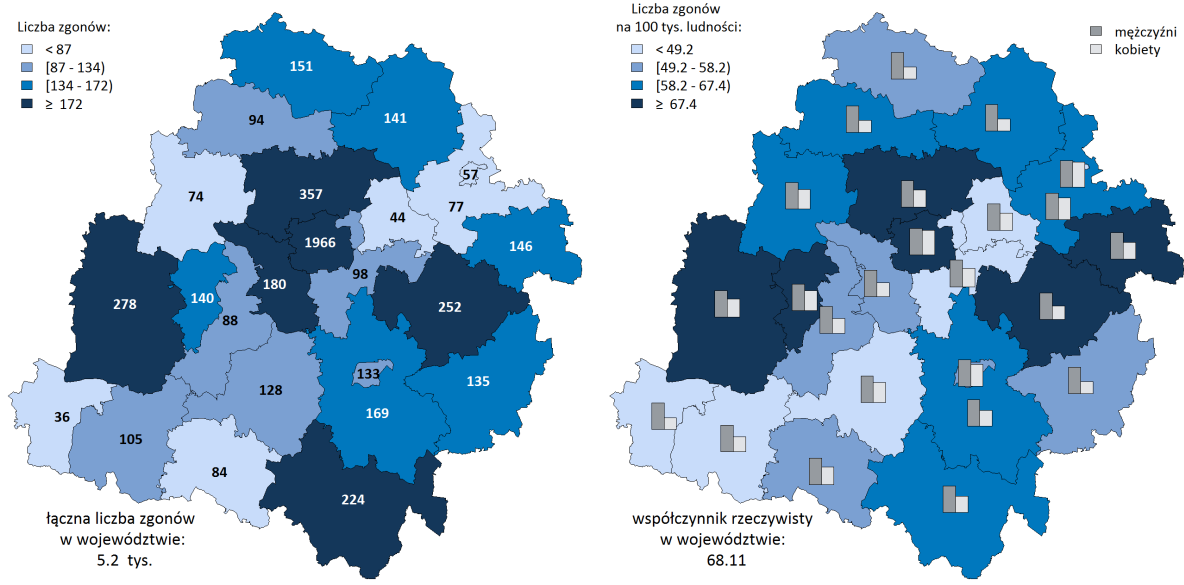 Liczba zgonów:
< 87
[87 - 134)
[134 - 172)
≥ 172
151
94
141
57
74
357
77
44
1966
146
98
180
278
140
252
88
133
135
128
36
169
105
84
224
łączna liczba zgonów
w województwie:
5.2 tys.
Liczba zgonów
na 100 tys. ludności:
< 49.2
[49.2 - 58.2)
[58.2 - 67.4)
≥ 67.4
mężczyźni
kobiety
współczynnik rzeczywisty
w województwie:
68.11